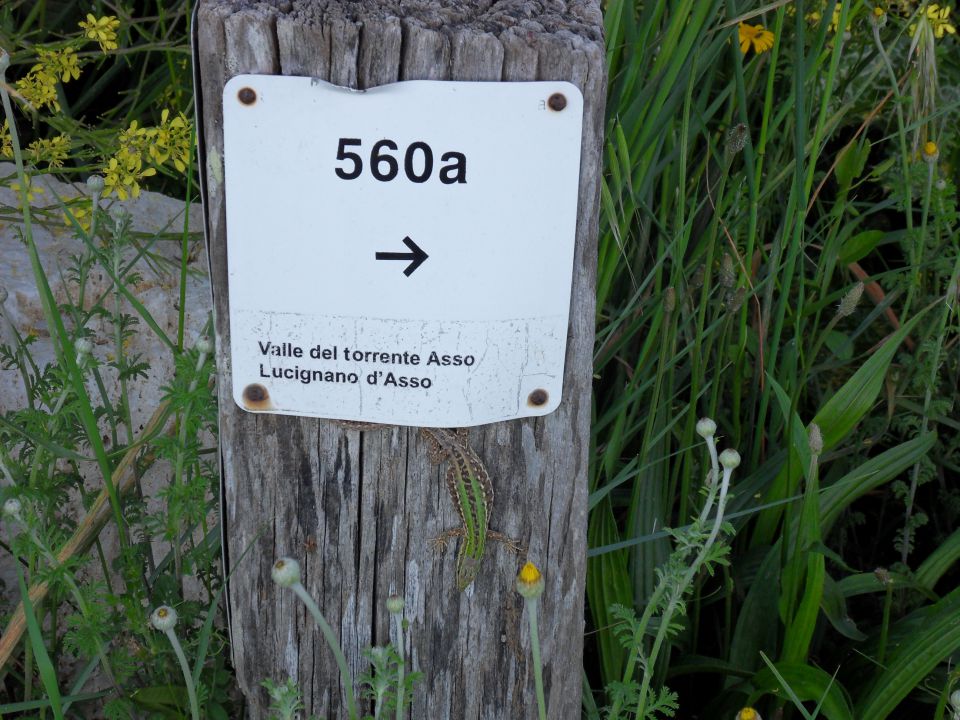 560a
→
Valle del torrente Asso
Lucignano d'Asso